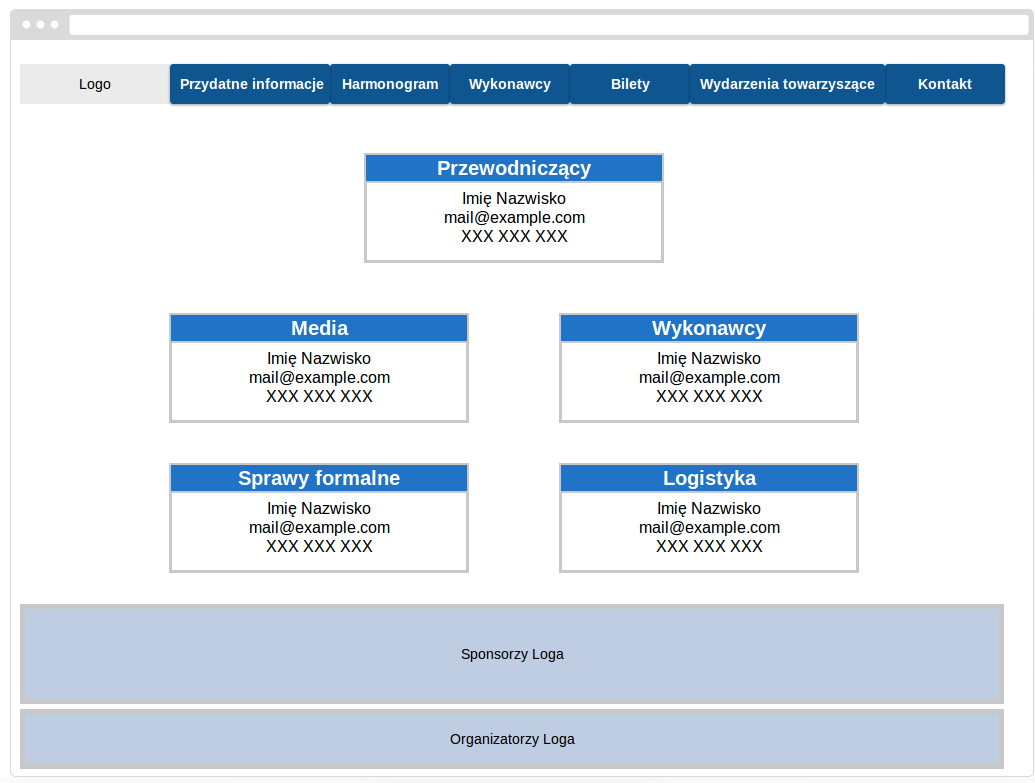 Logo Przydatne informacje Harmonogram Wykonawcy Bilety Wydarzenia towarzyszące Kontakt
Przewodniczący
Imię Nazwisko
mail@example.com
XXX XXX XXX
Media
Imię Nazwisko
mail@example.com
XXX XXX XXX
Wykonawcy
Imię Nazwisko
mail@example.com
XXX XXX XXX
Sprawy formalne
Imię Nazwisko
mail@example.com
XXX XXX XXX
Logistyka
Imię Nazwisko
mail@example.com
XXX XXX XXX
Sponsorzy Loga
Organizatorzy Loga